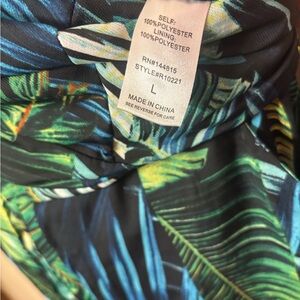 SELF:
100%POLYESTER
LINING:
100%POLYESTER
RN#144815
STYLE#R10221
L
MADE IN CHINA
SEE REVERSE FOR CARE